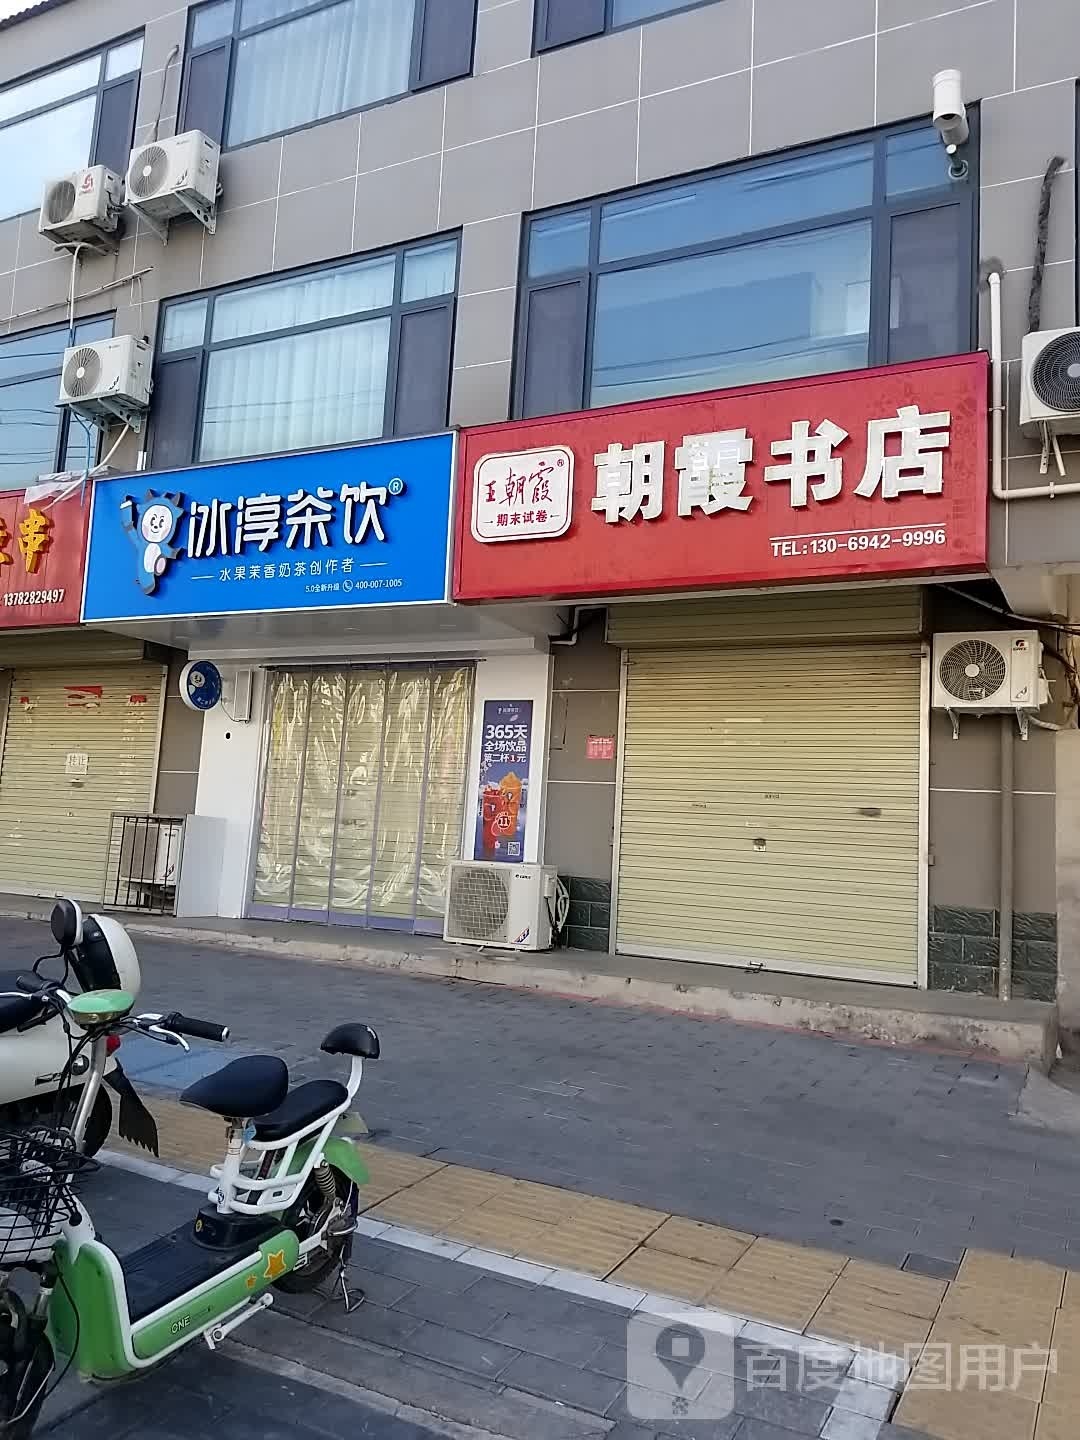 串
13782829497
冰淳茶饮®
水果茉香奶茶创作者
5.0全新升级 400-007-1005
王朝霞®
期末试卷
朝霞书店
TEL:130-6942-9996
365天
全场饮品
第二杯1元
GREE
ONE
百度地图用户